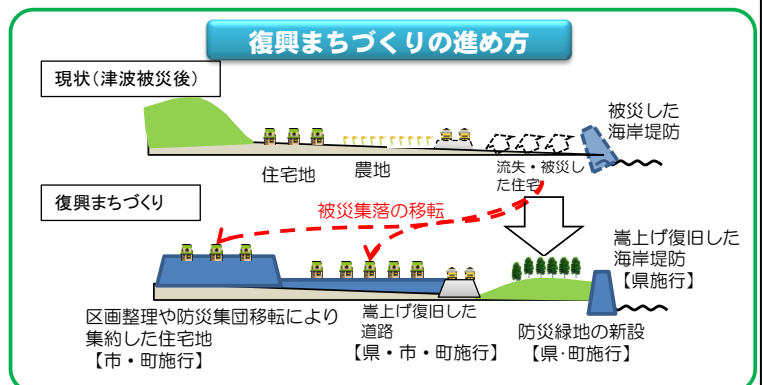 復興まちづくりの進め方
現状(津波被災後)
被災した
海岸堤防
住宅地
農地
流失・被災し
た住宅
復興まちづくり
被災集落の移転
嵩上げ復旧した
海岸堤防
【県施行】
区画整理や防災集団移転により
集約した住宅地
【市・町施行】
嵩上げ復旧した
道路
【県・市・町施行】
防災緑地の新設
【県・町施行】